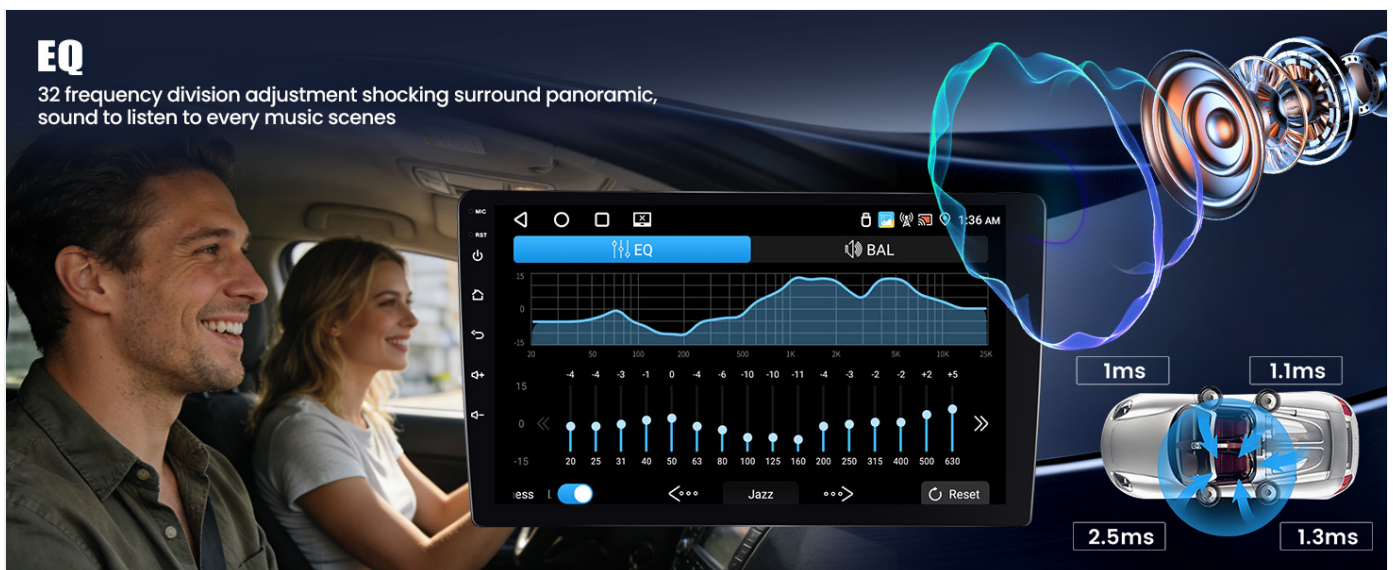 EQ
32 frequency division adjustment shocking surround panoramic,
sound to listen to every music scenes
MIC
RST
1:36 AM
EQ
BAL
15
0
-15
20 50 100 200 500 1K 2K 5K 10K 25K
-4 -4 -3 -1 0 -4 -6 -10 -10 -11 -4 -3 -2 -2 +2 +5
15
0
-15
20 25 31 40 50 63 80 100 125 160 200 250 315 400 500 630
ess
Jazz
Reset
1ms
1.1ms
2.5ms
1.3ms